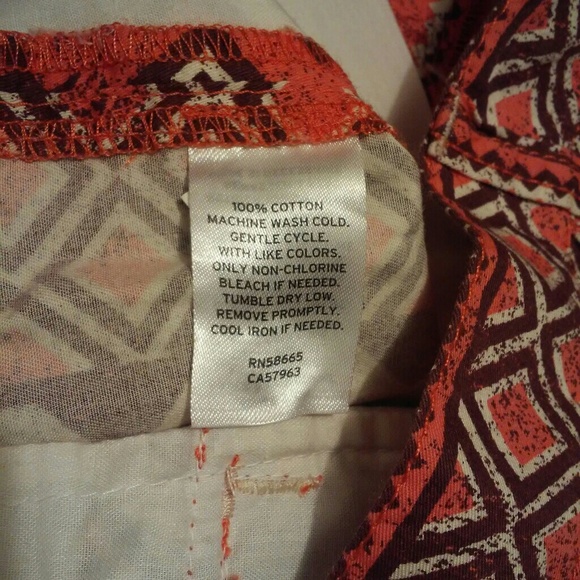 100% COTTON
MACHINE WASH COLD.
GENTLE CYCLE.
WITH LIKE COLORS.
ONLY NON-CHLORINE
BLEACH IF NEEDED.
TUMBLE DRY LOW.
REMOVE PROMPTLY.
COOL IRON IF NEEDED.
RN58665
CA57963